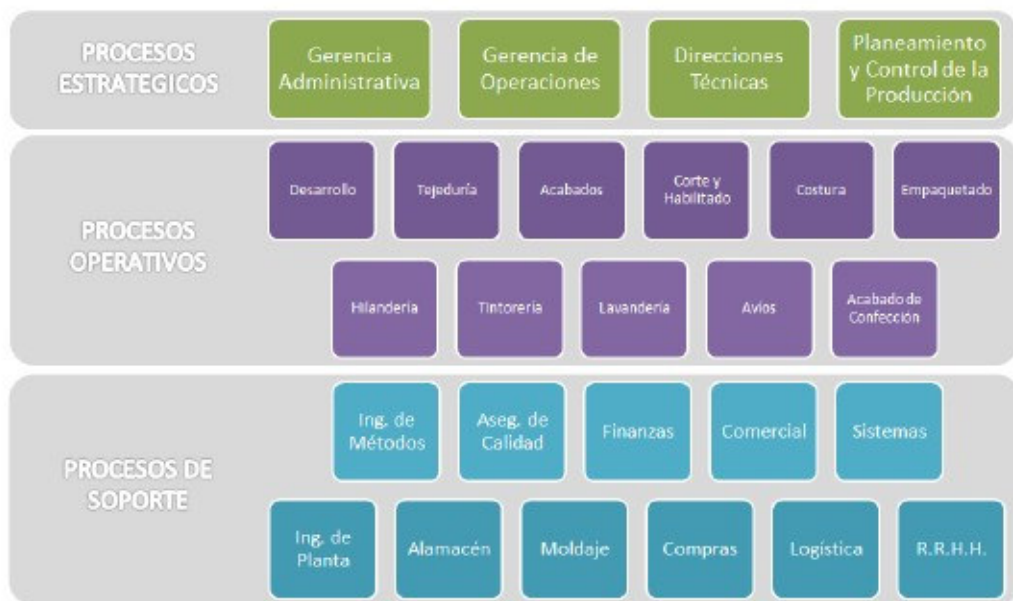 PROCESOS
ESTRATEGICOS
Gerencia
Administrativa
Gerencia de
Operaciones
Direcciones
Técnicas
Planeamiento
y Control de la
Producción
PROCESOS
OPERATIVOS
Desarrollo
Tejeduría
Acabados
Corte y
Habilitado
Costura
Empaquetado
Hilandería
Tintorería
Lavandería
Avíos
Acabado de
Confección
PROCESOS DE
SOPORTE
Ing. de
Métodos
Aseg. de
Calidad
Finanzas
Comercial
Sistemas
Ing. de
Planta
Alamacén
Moldaje
Compras
Logística
R.R.H.H.